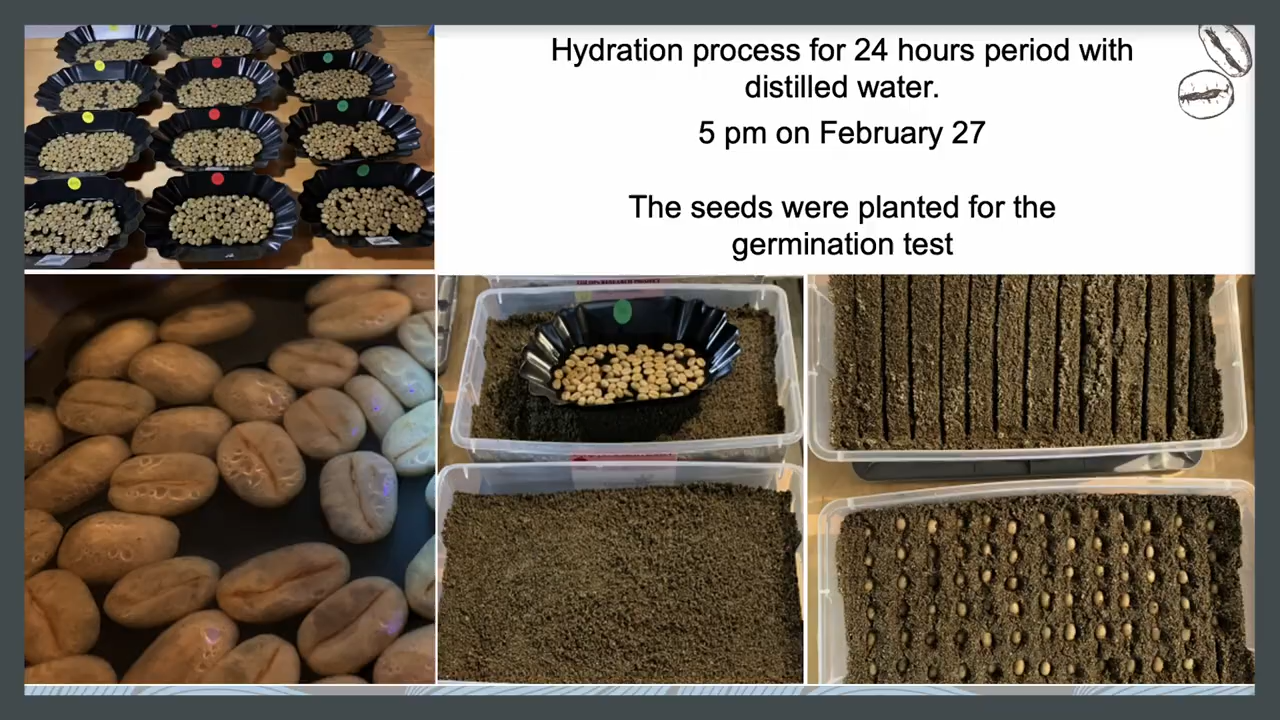 Hydration process for 24 hours period with
distilled water.
5 pm on February 27
The seeds were planted for the
germination test